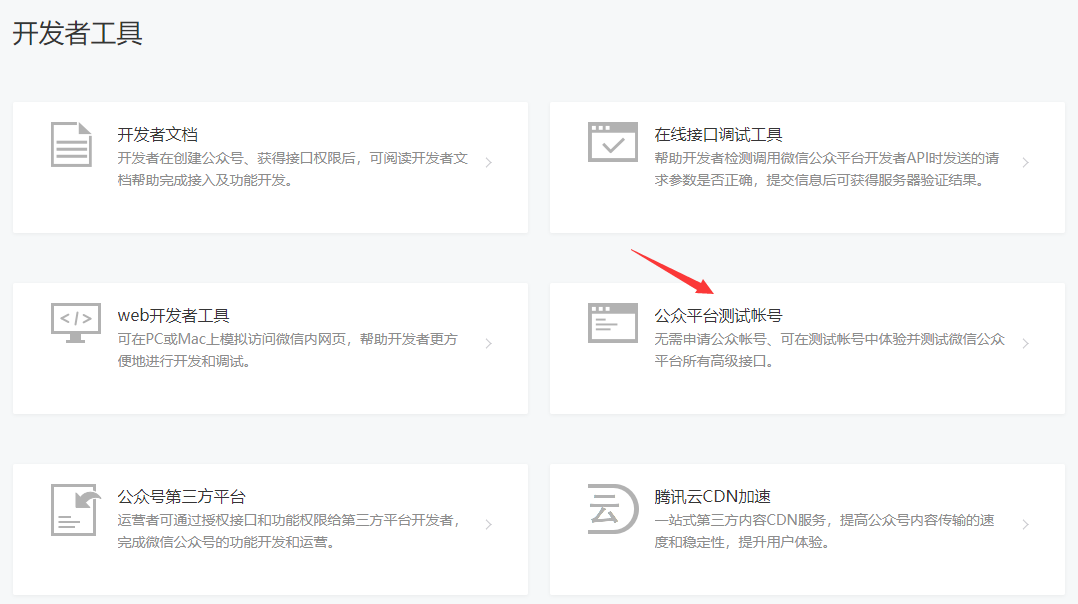 开发者工具
开发者文档
开发者在创建公众号、获得接口权限后，可阅读开发者文
档帮助完成接入及功能开发。
在线接口调试工具
帮助开发者检测调用微信公众平台开发者API时发送的请
求参数是否正确，提交信息后可获得服务器验证结果。
web开发者工具
可在PC或Mac上模拟访问微信内网页，帮助开发者更方
便地进行开发和调试。
公众平台测试帐号
无需申请公众帐号、可在测试帐号中体验并测试微信公众
平台所有高级接口。
公众号第三方平台
运营者可通过授权接口和功能权限给第三方平台开发者，
完成微信公众号的功能开发和运营。
云
腾讯云CDN加速
一站式第三方内容CDN服务，提高公众号内容传输的速
度和稳定性，提升用户体验。